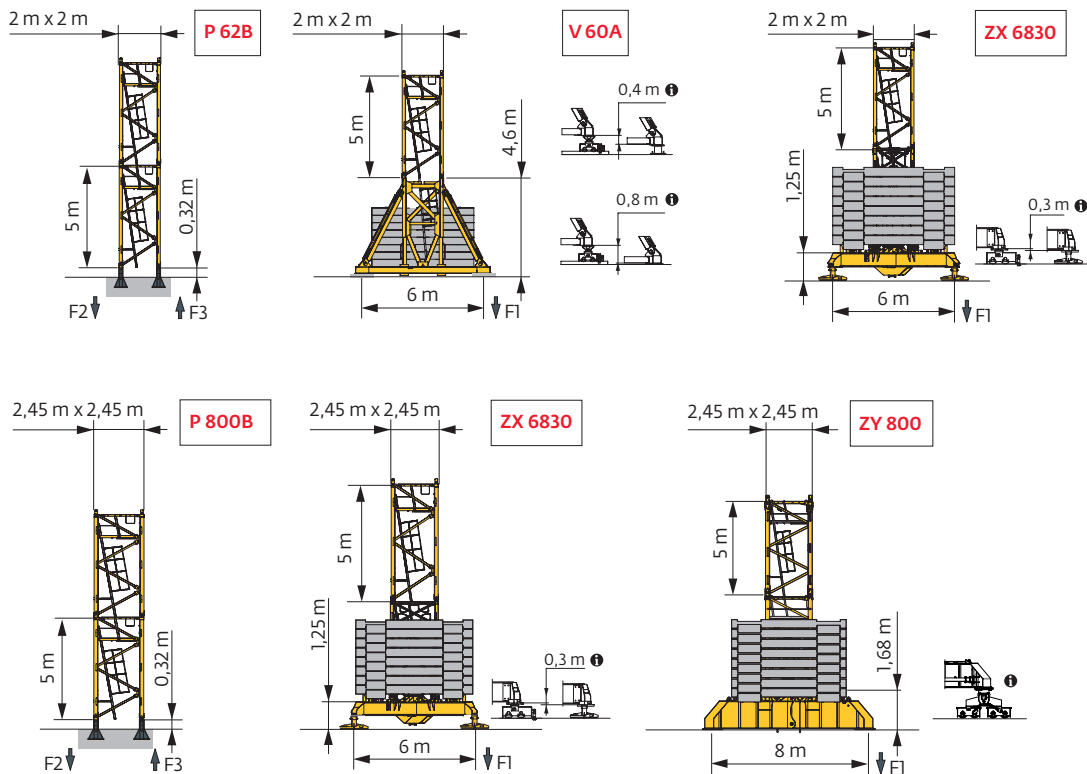 2 m x 2 m
P 62B
5 m
0,32 m
F2
F3
2 m x 2 m
V 60A
5 m
4,6 m
0,4 m i
0,8 m i
6 m
F1
2 m x 2 m
ZX 6830
5 m
1,25 m
0,3 m i
6 m
F1
2,45 m x 2,45 m
P 800B
5 m
0,32 m
F2
F3
2,45 m x 2,45 m
ZX 6830
5 m
1,25 m
0,3 m i
6 m
F1
2,45 m x 2,45 m
ZY 800
5 m
1,68 m
i
8 m
F1